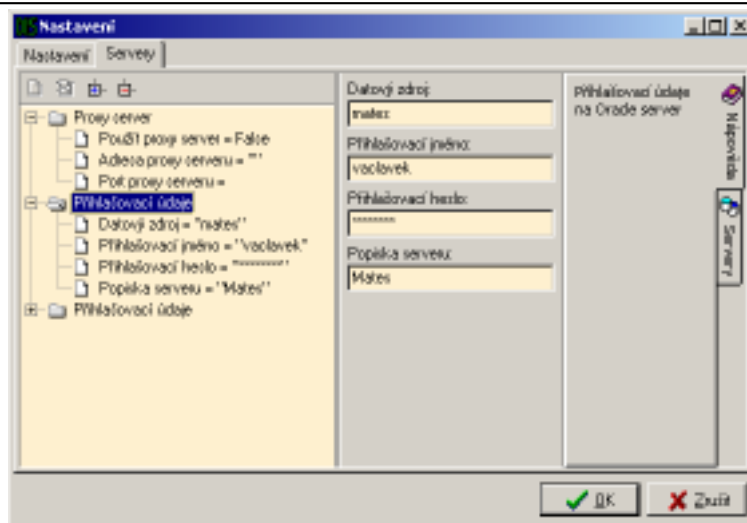 Nastavení
Nastavení Servery
Proxy server
Použít proxy server = False
Adresa proxy serveru = ""
Port proxy serveru =
Přihlašovací údaje
Datový zdroj = "mates"
Přihlašovací jméno = "vaclavek"
Přihlašovací heslo = "********"
Popiska serveru = "Mates"
Přihlašovací údaje
Datový zdroj:
mates
Přihlašovací jméno:
vaclavek
Přihlašovací heslo:
********
Popiska serveru:
Mates
Přihlašovací údaje
na Oracle server
Nápověda
Servery
OK
Zrušit